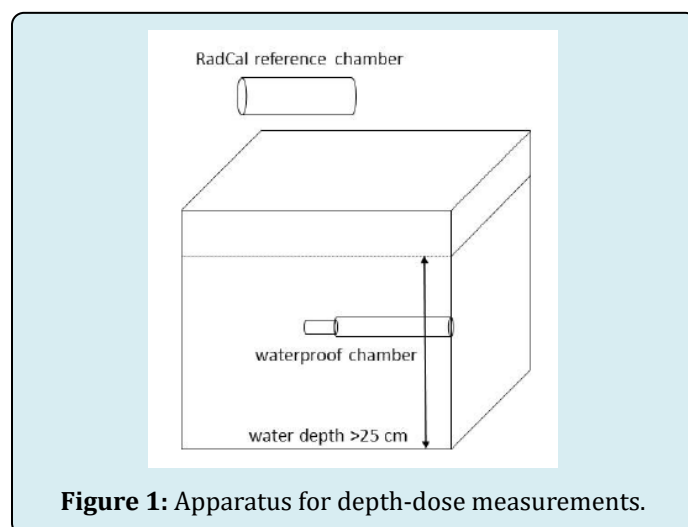 RadCal reference chamber
waterproof chamber
water depth >25 cm
Figure 1: Apparatus for depth-dose measurements.